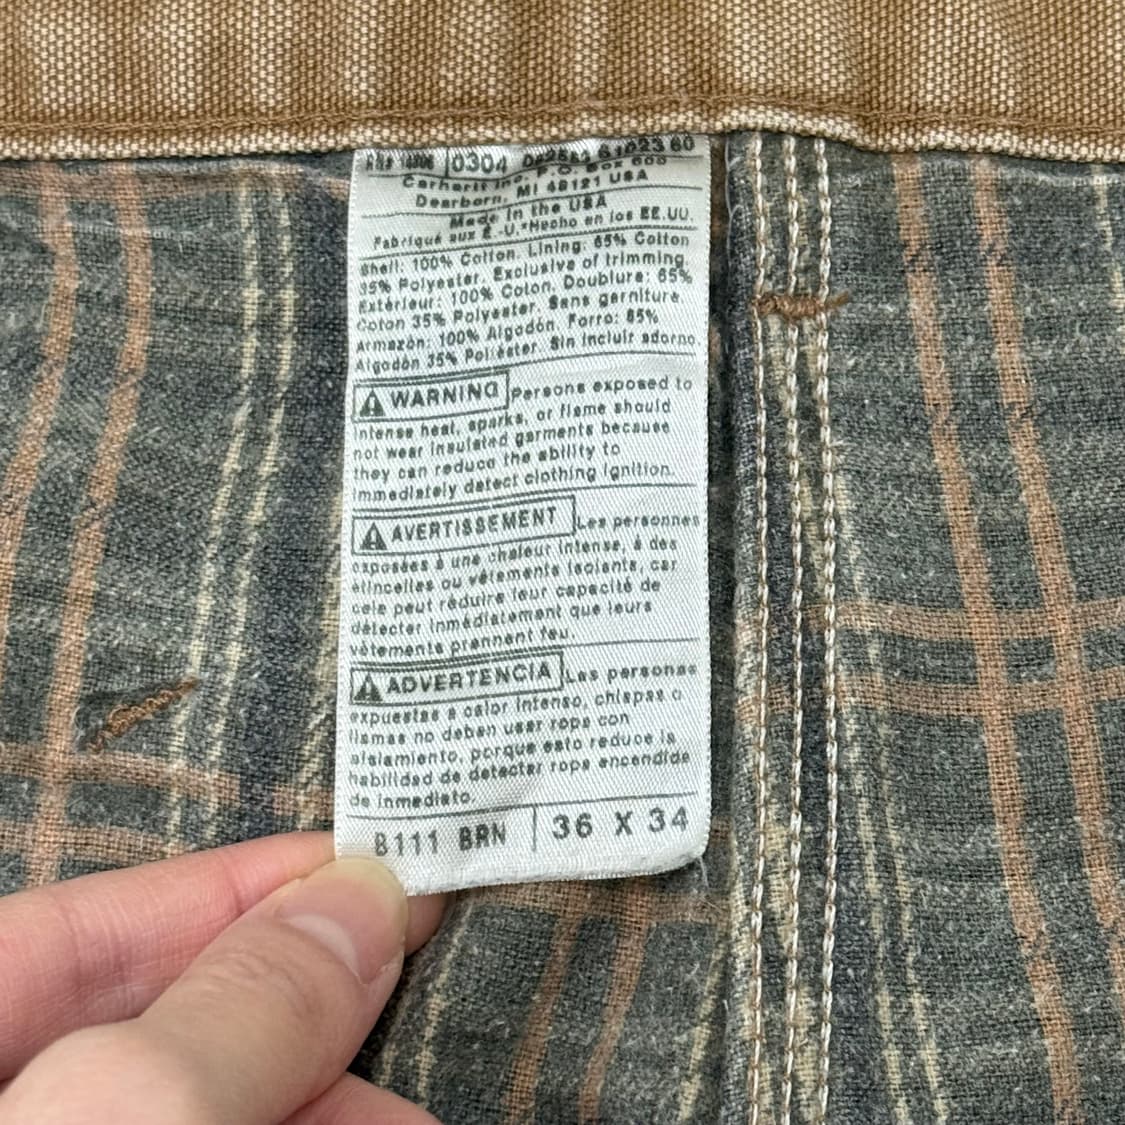 RN# 14806 0304
Carhartt Inc. P.O. Box 600
Dearborn, MI 48121 USA
Made in the USA
Fabriqué aux É.-U.•Hecho en los EE.UU.
Shell: 100% Cotton. Lining: 65% Cotton
35% Polyester. Exclusive of trimming.
Extérieur: 100% Coton. Doublure: 65%
Coton 35% Polyester. Sans garniture.
Armazón: 100% Algodón. Forro: 65%
Algodón 35% Poliéster. Sin incluir adorno.
WARNING Persons exposed to
intense heat, sparks, or flame should
not wear insulated garments because
they can reduce the ability to
immediately detect clothing ignition.
AVERTISSEMENT Les personnes
exposées à une chaleur intense, à des
étincelles ou vêtements isolants, car
cele peut réduire leur capacité de
détecter immédiatement que leurs
vêtements prennent feu.
ADVERTENCIA Las personas
expuestas a calor intenso, chispas o
llamas no deben usar ropa con
aislamiento, porque esto reduce la
habilidad de detectar ropa encendida
de inmediato.
B111 BRN 36 X 34